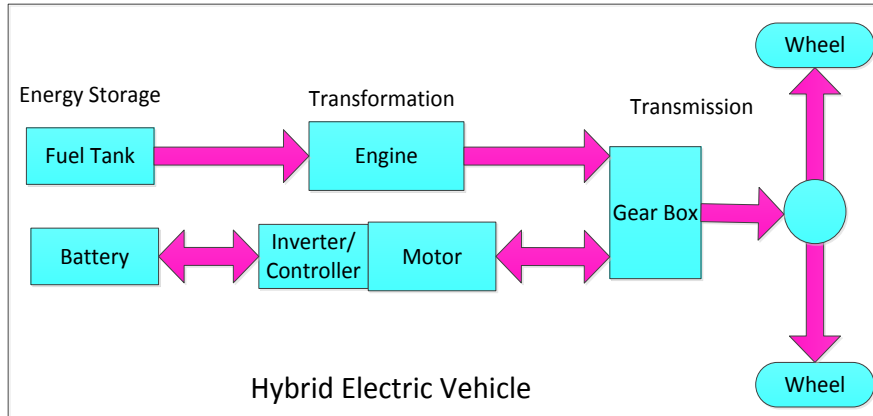 Wheel
Energy Storage
Transformation
Transmission
Fuel Tank
Engine
Gear Box
Battery
Inverter/
Controller
Motor
Wheel
Hybrid Electric Vehicle